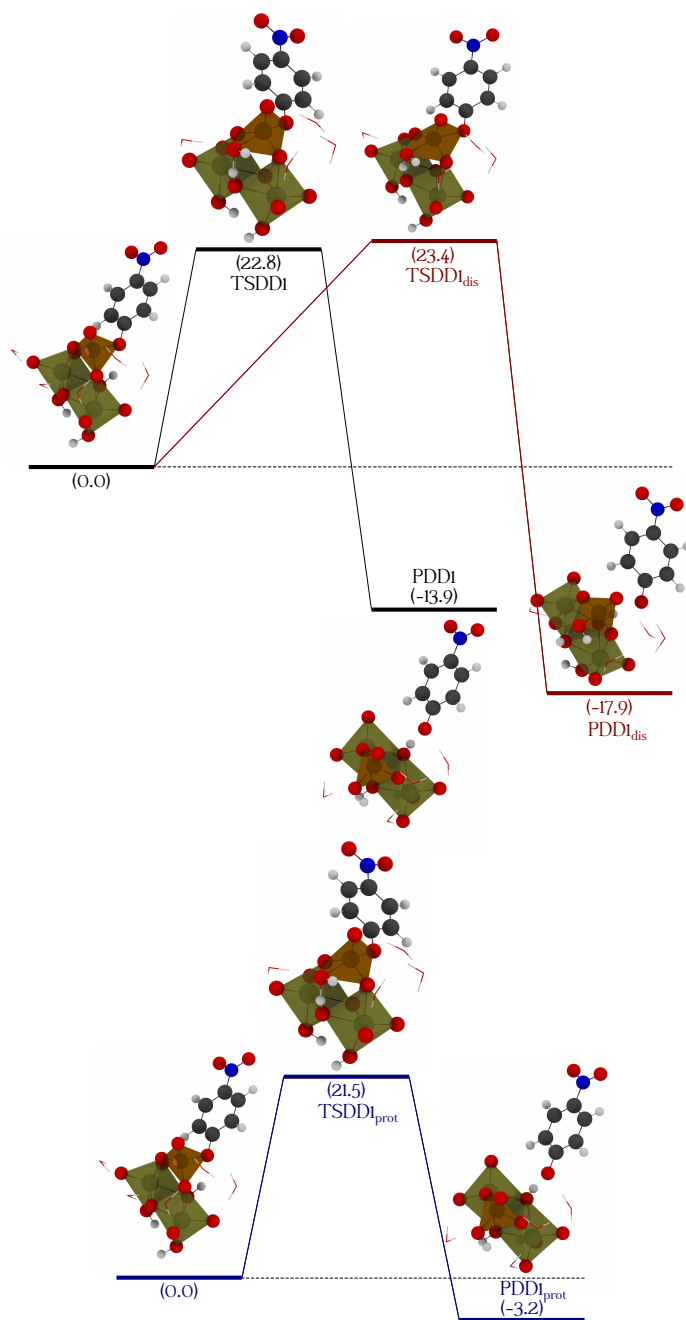 (22.8)
TSDD1
(23.4)
TSDD1dis
(0.0)
PDD1
(-13.9)
(-17.9)
PDD1dis
(21.5)
TSDD1prot
(0.0)
PDD1prot
(-3.2)